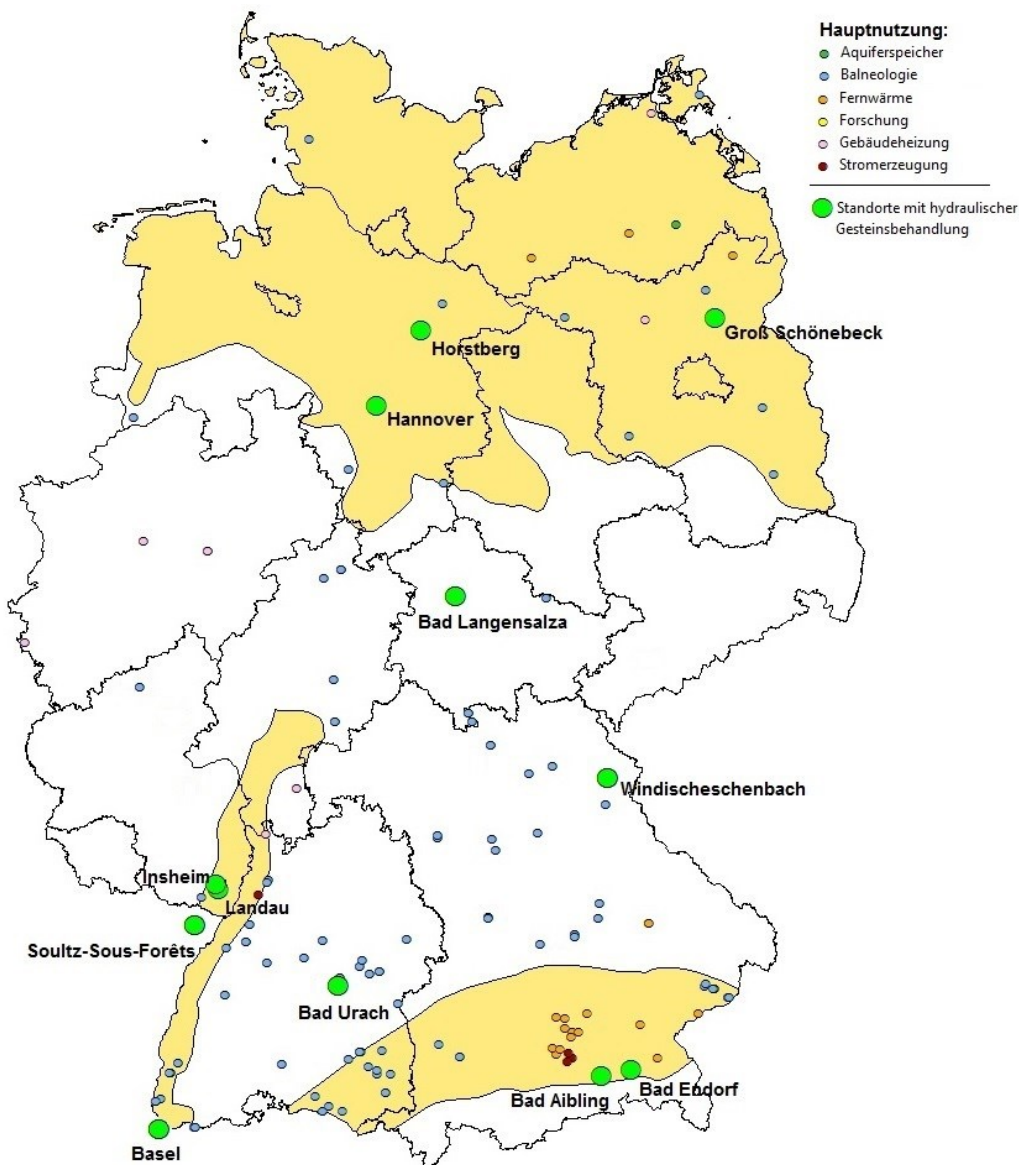 Hauptnutzung:
Aquiferspeicher
Balneologie
Fernwärme
Forschung
Gebäudeheizung
Stromerzeugung
Standorte mit hydraulischer
Gesteinsbehandlung
Groß Schönebeck
Horstberg
Hannover
Bad Langensalza
Windischeschenbach
Insheim
Landau
Soultz-Sous-Forêts
Bad Urach
Bad Endorf
Bad Aibling
Basel